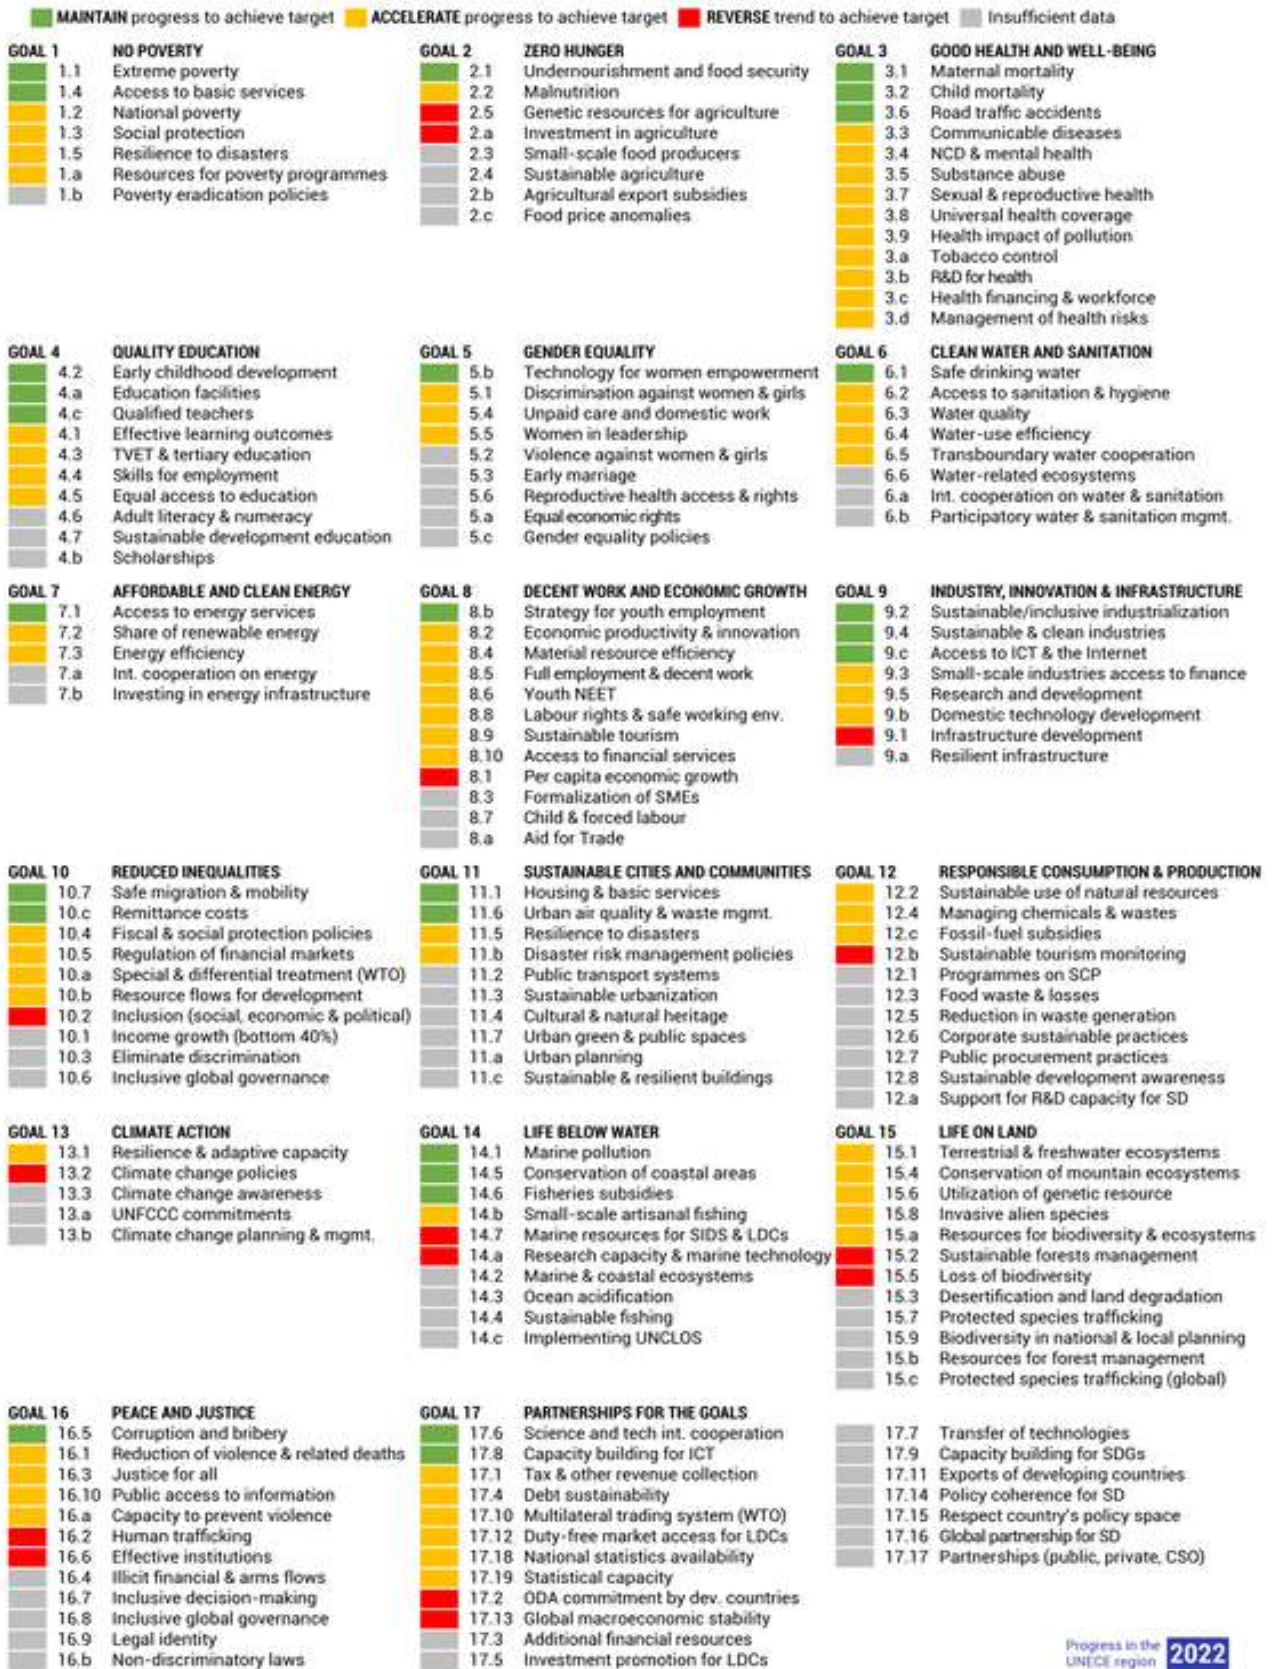 MAINTAIN progress to achieve target ACCELERATE progress to achieve target REVERSE trend to achieve target Insufficient data
GOAL 1 NO POVERTY
1.1 Extreme poverty
1.4 Access to basic services
1.2 National poverty
1.3 Social protection
1.5 Resilience to disasters
1.a Resources for poverty programmes
1.b Poverty eradication policies
GOAL 2 ZERO HUNGER
2.1 Undernourishment and food security
2.2 Malnutrition
2.5 Genetic resources for agriculture
2.a Investment in agriculture
2.3 Small-scale food producers
2.4 Sustainable agriculture
2.b Agricultural export subsidies
2.c Food price anomalies
GOAL 3 GOOD HEALTH AND WELL-BEING
3.1 Maternal mortality
3.2 Child mortality
3.6 Road traffic accidents
3.3 Communicable diseases
3.4 NCD & mental health
3.5 Substance abuse
3.7 Sexual & reproductive health
3.8 Universal health coverage
3.9 Health impact of pollution
3.a Tobacco control
3.b R&D for health
3.c Health financing & workforce
3.d Management of health risks
GOAL 4 QUALITY EDUCATION
4.2 Early childhood development
4.a Education facilities
4.c Qualified teachers
4.1 Effective learning outcomes
4.3 TVET & tertiary education
4.4 Skills for employment
4.5 Equal access to education
4.6 Adult literacy & numeracy
4.7 Sustainable development education
4.b Scholarships
GOAL 5 GENDER EQUALITY
5.b Technology for women empowerment
5.1 Discrimination against women & girls
5.4 Unpaid care and domestic work
5.5 Women in leadership
5.2 Violence against women & girls
5.3 Early marriage
5.6 Reproductive health access & rights
5.a Equal economic rights
5.c Gender equality policies
GOAL 6 CLEAN WATER AND SANITATION
6.1 Safe drinking water
6.2 Access to sanitation & hygiene
6.3 Water quality
6.4 Water-use efficiency
6.5 Transboundary water cooperation
6.6 Water-related ecosystems
6.a Int. cooperation on water & sanitation
6.b Participatory water & sanitation mgmt.
GOAL 7 AFFORDABLE AND CLEAN ENERGY
7.1 Access to energy services
7.2 Share of renewable energy
7.3 Energy efficiency
7.a Int. cooperation on energy
7.b Investing in energy infrastructure
GOAL 8 DECENT WORK AND ECONOMIC GROWTH
8.b Strategy for youth employment
8.2 Economic productivity & innovation
8.4 Material resource efficiency
8.5 Full employment & decent work
8.6 Youth NEET
8.8 Labour rights & safe working env.
8.9 Sustainable tourism
8.10 Access to financial services
8.1 Per capita economic growth
8.3 Formalization of SMEs
8.7 Child & forced labour
8.a Aid for Trade
GOAL 9 INDUSTRY, INNOVATION & INFRASTRUCTURE
9.2 Sustainable/inclusive industrialization
9.4 Sustainable & clean industries
9.c Access to ICT & the Internet
9.3 Small-scale industries access to finance
9.5 Research and development
9.b Domestic technology development
9.1 Infrastructure development
9.a Resilient infrastructure
GOAL 10 REDUCED INEQUALITIES
10.7 Safe migration & mobility
10.c Remittance costs
10.4 Fiscal & social protection policies
10.5 Regulation of financial markets
10.a Special & differential treatment (WTO)
10.b Resource flows for development
10.2 Inclusion (social, economic & political)
10.1 Income growth (bottom 40%)
10.3 Eliminate discrimination
10.6 Inclusive global governance
GOAL 11 SUSTAINABLE CITIES AND COMMUNITIES
11.1 Housing & basic services
11.6 Urban air quality & waste mgmt.
11.5 Resilience to disasters
11.b Disaster risk management policies
11.2 Public transport systems
11.3 Sustainable urbanization
11.4 Cultural & natural heritage
11.7 Urban green & public spaces
11.a Urban planning
11.c Sustainable & resilient buildings
GOAL 12 RESPONSIBLE CONSUMPTION & PRODUCTION
12.2 Sustainable use of natural resources
12.4 Managing chemicals & wastes
12.c Fossil-fuel subsidies
12.b Sustainable tourism monitoring
12.1 Programmes on SCP
12.3 Food waste & losses
12.5 Reduction in waste generation
12.6 Corporate sustainable practices
12.7 Public procurement practices
12.8 Sustainable development awareness
12.a Support for R&D capacity for SD
GOAL 13 CLIMATE ACTION
13.1 Resilience & adaptive capacity
13.2 Climate change policies
13.3 Climate change awareness
13.a UNFCCC commitments
13.b Climate change planning & mgmt.
GOAL 14 LIFE BELOW WATER
14.1 Marine pollution
14.5 Conservation of coastal areas
14.6 Fisheries subsidies
14.b Small-scale artisanal fishing
14.7 Marine resources for SIDS & LDCs
14.a Research capacity & marine technology
14.2 Marine & coastal ecosystems
14.3 Ocean acidification
14.4 Sustainable fishing
14.c Implementing UNCLOS
GOAL 15 LIFE ON LAND
15.1 Terrestrial & freshwater ecosystems
15.4 Conservation of mountain ecosystems
15.6 Utilization of genetic resource
15.8 Invasive alien species
15.a Resources for biodiversity & ecosystems
15.2 Sustainable forests management
15.5 Loss of biodiversity
15.3 Desertification and land degradation
15.7 Protected species trafficking
15.9 Biodiversity in national & local planning
15.b Resources for forest management
15.c Protected species trafficking (global)
GOAL 16 PEACE AND JUSTICE
16.5 Corruption and bribery
16.1 Reduction of violence & related deaths
16.3 Justice for all
16.10 Public access to information
16.a Capacity to prevent violence
16.2 Human trafficking
16.6 Effective institutions
16.4 Illicit financial & arms flows
16.7 Inclusive decision-making
16.8 Inclusive global governance
16.9 Legal identity
16.b Non-discriminatory laws
GOAL 17 PARTNERSHIPS FOR THE GOALS
17.6 Science and tech int. cooperation
17.8 Capacity building for ICT
17.1 Tax & other revenue collection
17.4 Debt sustainability
17.10 Multilateral trading system (WTO)
17.12 Duty-free market access for LDCs
17.18 National statistics availability
17.19 Statistical capacity
17.2 ODA commitment by dev. countries
17.13 Global macroeconomic stability
17.3 Additional financial resources
17.5 Investment promotion for LDCs
17.7 Transfer of technologies
17.9 Capacity building for SDGs
17.11 Exports of developing countries
17.14 Policy coherence for SD
17.15 Respect country's policy space
17.16 Global partnership for SD
17.17 Partnerships (public, private, CSO)
Progress in the
UNECE region 2022